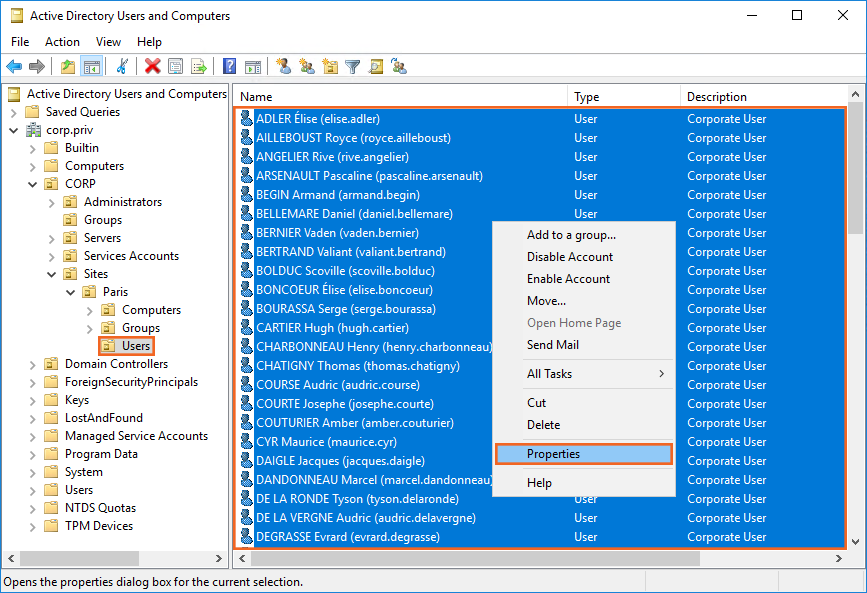 Active Directory Users and Computers
File Action View Help
Active Directory Users and Computers
Saved Queries
corp.priv
Builtin
Computers
CORP
Administrators
Groups
Servers
Services Accounts
Sites
Paris
Computers
Groups
Users
Domain Controllers
ForeignSecurityPrincipals
Keys
LostAndFound
Managed Service Accounts
Program Data
System
Users
NTDS Quotas
TPM Devices
Name Type Description
ADLER Élise (elise.adler) User Corporate User
AILLEBOUST Royce (royce.ailleboust) User Corporate User
ANGELIER Rive (rive.angelier) User Corporate User
ARSENAULT Pascaline (pascaline.arsenault) User Corporate User
BEGIN Armand (armand.begin) User Corporate User
BELLEMARE Daniel (daniel.bellemare) User Corporate User
BERNIER Vaden (vaden.bernier) Corporate User
BERTRAND Valiant (valiant.bertrand) Corporate User
BOLDUC Scoville (scoville.bolduc) Corporate User
BONCOEUR Élise (elise.boncoeur) Corporate User
BOURASSA Serge (serge.bourassa) Corporate User
CARTIER Hugh (hugh.cartier) Corporate User
CHARBONNEAU Henry (henry.charbonneau) Corporate User
CHATIGNY Thomas (thomas.chatigny) Corporate User
COURSE Audric (audric.course) Corporate User
COURTE Josephe (josephe.courte) Corporate User
COUTURIER Amber (amber.couturier) Corporate User
CYR Maurice (maurice.cyr) Corporate User
DAIGLE Jacques (jacques.daigle) Corporate User
DANDONNEAU Marcel (marcel.dandonneau) Corporate User
DE LA RONDE Tyson (tyson.delaronde) User Corporate User
DE LA VERGNE Audric (audric.delavergne) User Corporate User
DEGRASSE Evrard (evrard.degrasse) User Corporate User
Add to a group...
Disable Account
Enable Account
Move...
Open Home Page
Send Mail
All Tasks
Cut
Delete
Properties
Help
Opens the properties dialog box for the current selection.